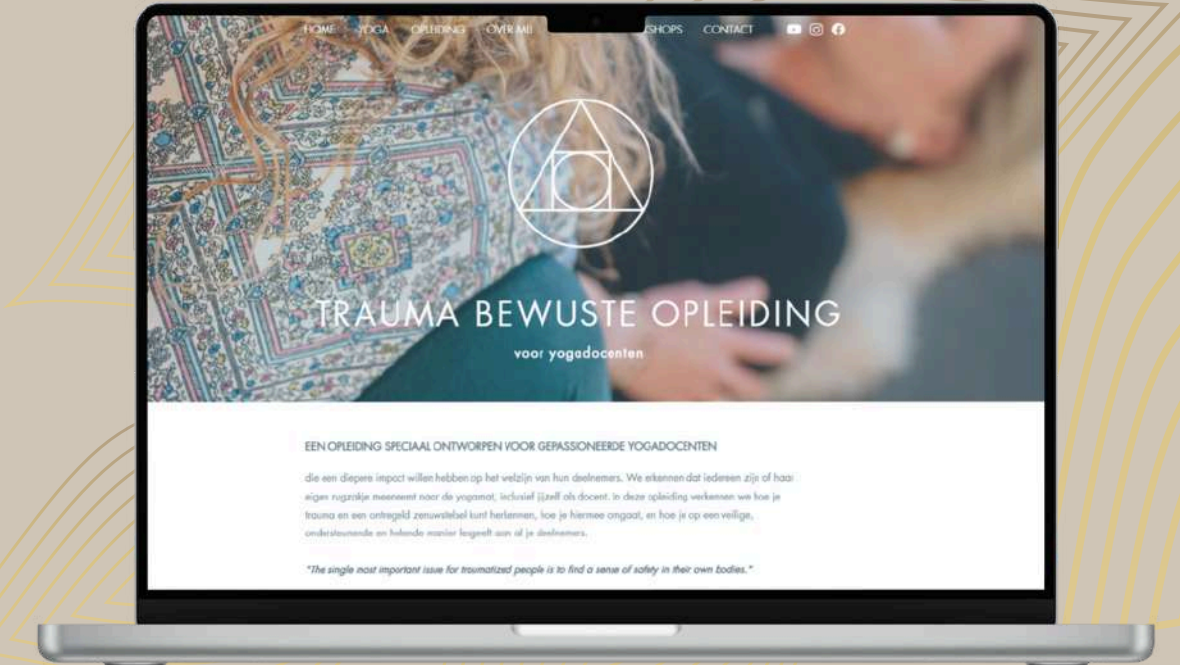 HOME YOGA OPLEIDING OVER MIJ SHOPS CONTACT
TRAUMA BEWUSTE OPLEIDING
voor yogadocenten
EEN OPLEIDING SPECIAAL ONTWORPEN VOOR GEPASSIONEERDE YOGADOCENTEN
die een diepere impact willen hebben op het welzijn van hun deelnemers. We erkennen dat iedereen zijn of haar
eigen rugzakje meeneemt naar de yogamat, inclusief jijzelf als docent. In deze opleiding verkennen we hoe je
trauma en een ontregeld zenuwstelsel kunt herkennen, hoe je hiermee omgaat, en hoe je op een veilige,
ondersteunende en helende manier lesgeeft aan al je deelnemers.
"The single most important issue for traumatized people is to find a sense of safety in their own bodies."